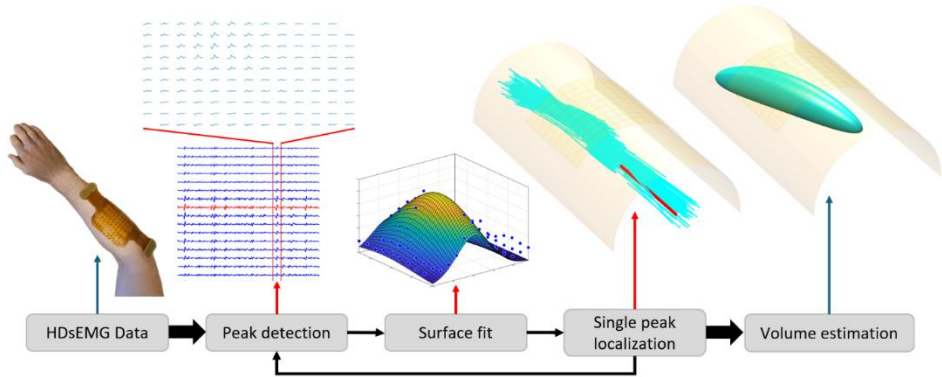 HDsEMG Data
Peak detection
Surface fit
Single peak
localization
Volume estimation